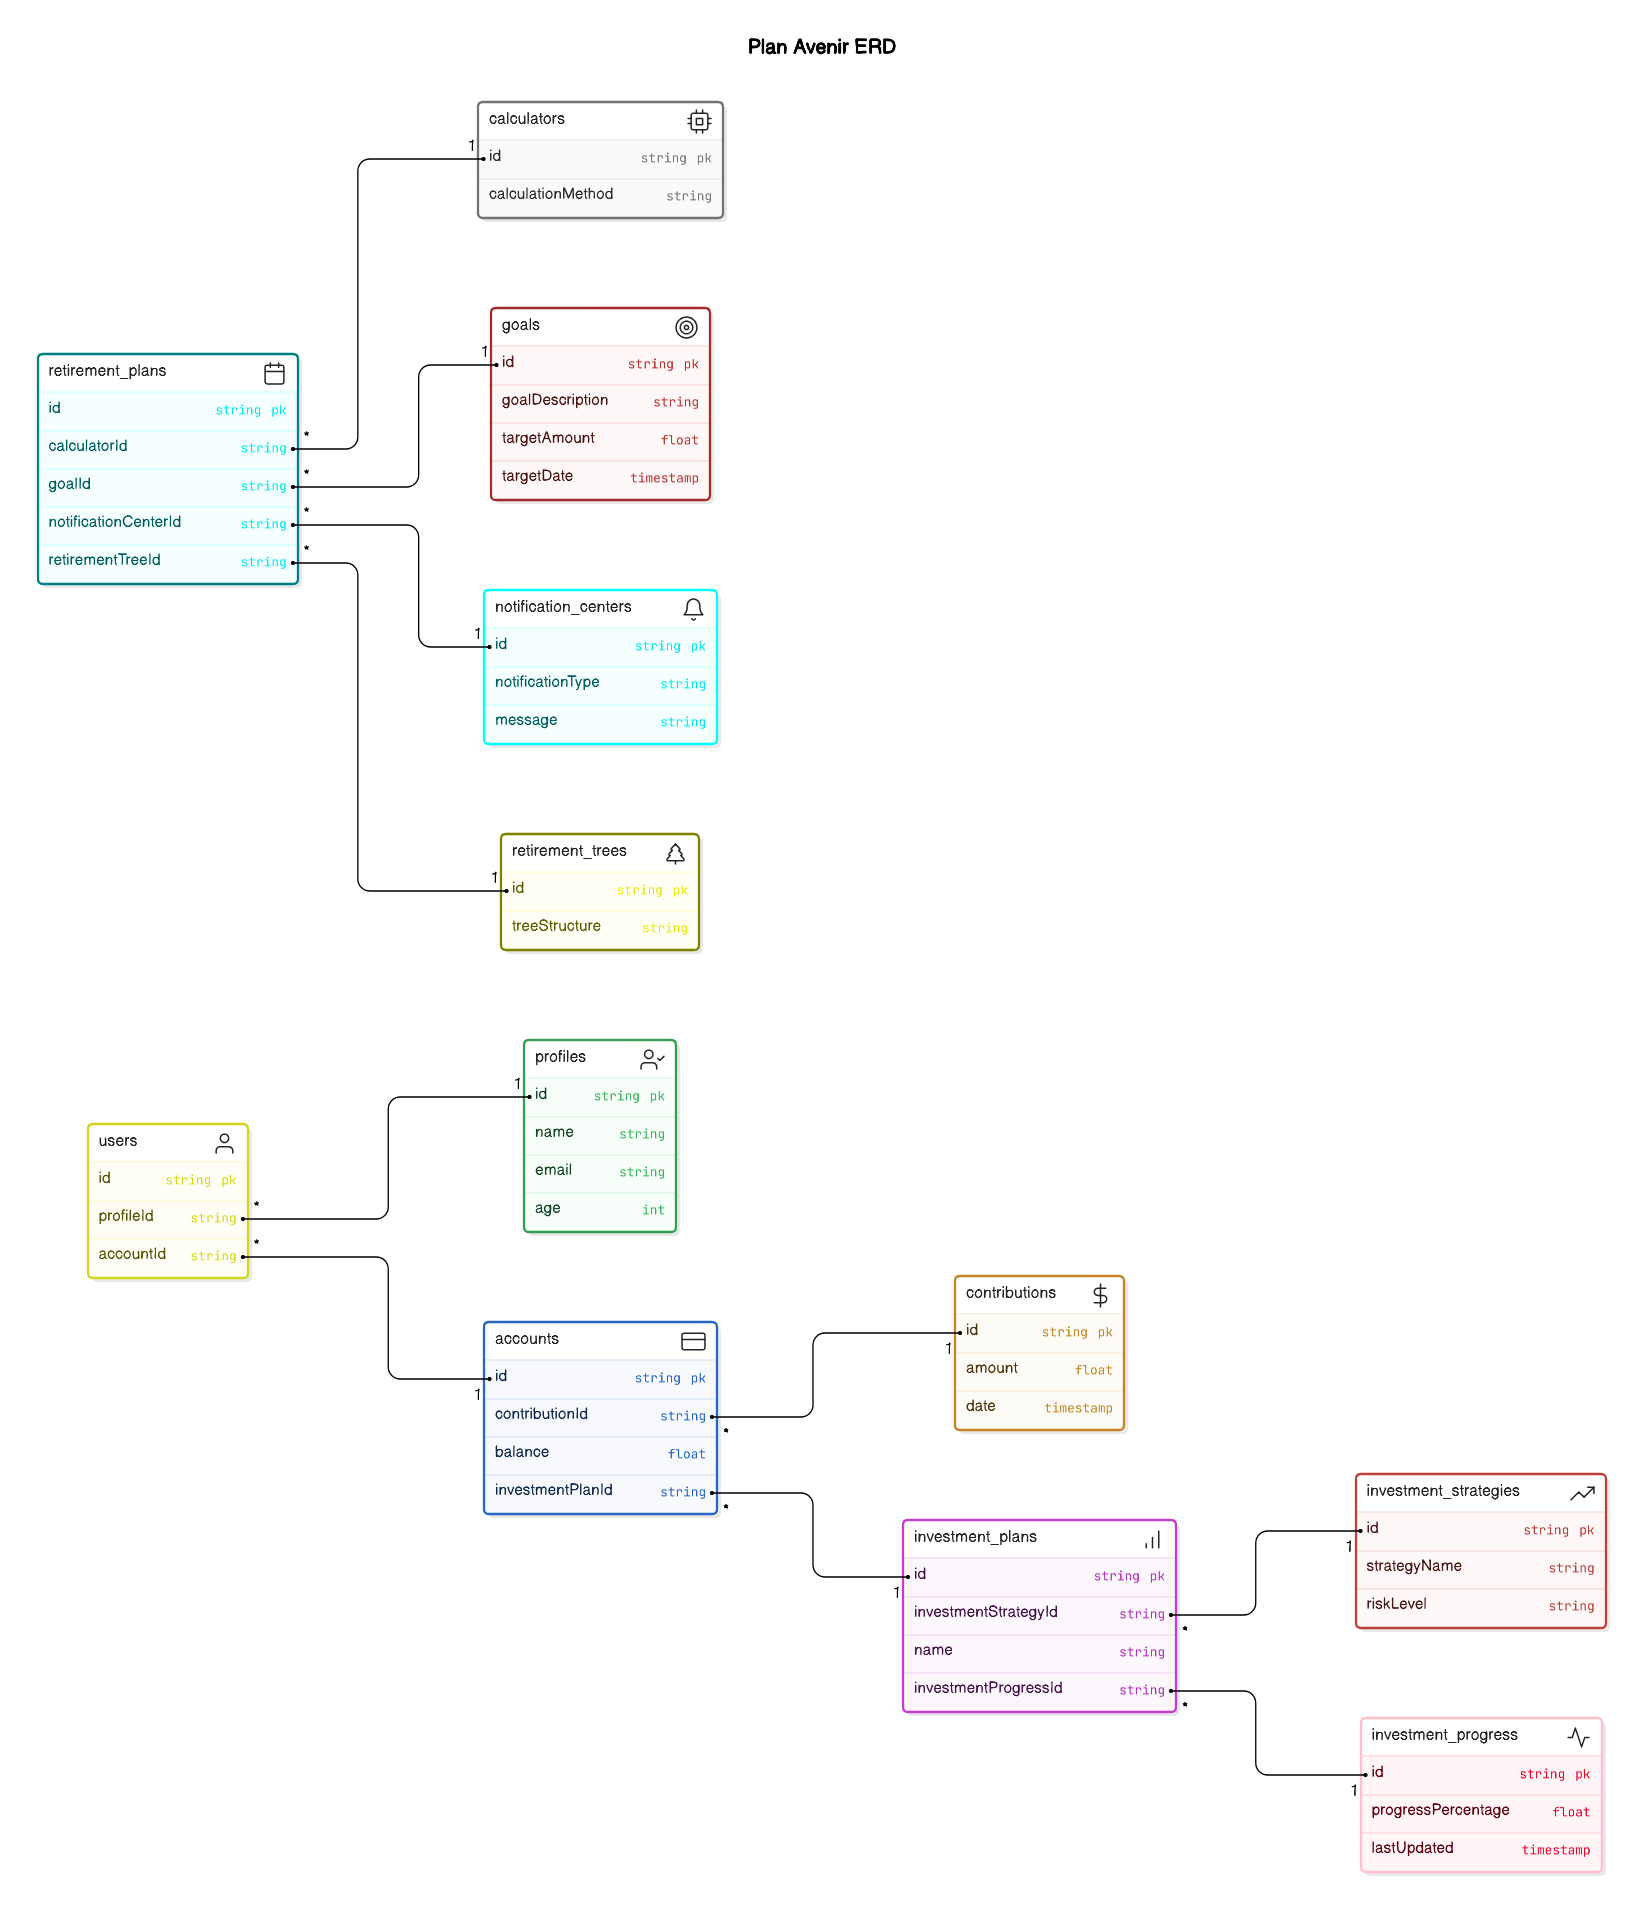 Plan Avenir ERD
calculators
1
id string pk
calculationMethod string
goals
1
id string pk
goalDescription string
targetAmount float
targetDate timestamp
retirement_plans
id string pk
*
calculatorId string
*
goalId string
*
notificationCenterId string
*
retirementTreeId string
notification_centers
1
id string pk
notificationType string
message string
retirement_trees
1
id string pk
treeStructure string
profiles
1
id string pk
name string
email string
age int
users
id string pk
*
profileId string
*
accountId string
accounts
id string pk
1
contributionId string
*
balance float
investmentPlanId string
*
contributions
id string pk
1
amount float
date timestamp
investment_plans
id string pk
1
investmentStrategyId string
*
name string
investmentProgressId string
*
investment_strategies
id string pk
1
strategyName string
riskLevel string
investment_progress
id string pk
1
progressPercentage float
lastUpdated timestamp